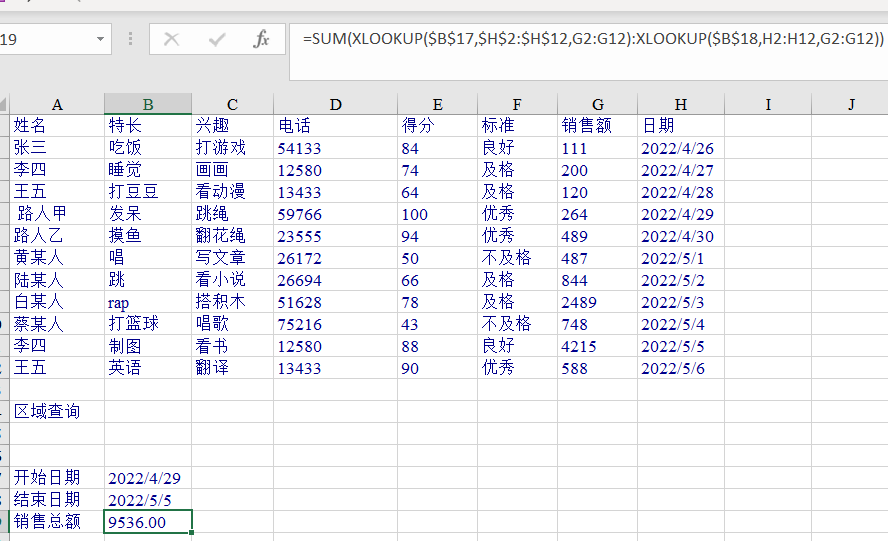 19 fx =SUM(XLOOKUP($B$17,$H$2:$H$12,G2:G12):XLOOKUP($B$18,H2:H12,G2:G12))
A B C D E F G H I J
姓名 特长 兴趣 电话 得分 标准 销售额 日期
张三 吃饭 打游戏 54133 84 良好 111 2022/4/26
李四 睡觉 画画 12580 74 及格 200 2022/4/27
王五 打豆豆 看动漫 13433 64 及格 120 2022/4/28
路人甲 发呆 跳绳 59766 100 优秀 264 2022/4/29
路人乙 摸鱼 翻花绳 23555 94 优秀 489 2022/4/30
黄某人 唱 写文章 26172 50 不及格 487 2022/5/1
陆某人 跳 看小说 26694 66 及格 844 2022/5/2
白某人 rap 搭积木 51628 78 及格 2489 2022/5/3
蔡某人 打篮球 唱歌 75216 43 不及格 748 2022/5/4
李四 制图 看书 12580 88 良好 4215 2022/5/5
王五 英语 翻译 13433 90 优秀 588 2022/5/6
区域查询
开始日期 2022/4/29
结束日期 2022/5/5
销售总额 9536.00